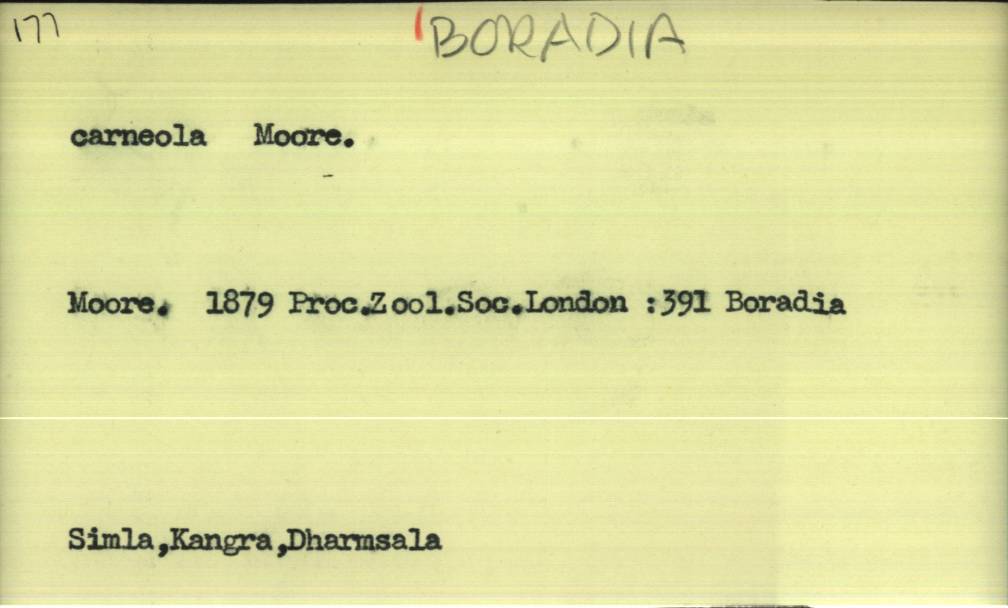 177
BORADIA
carneola Moore.
Moore. 1879 Proc.Zool.Soc.London :391 Boradia
Simla,Kangra,Dharmsala